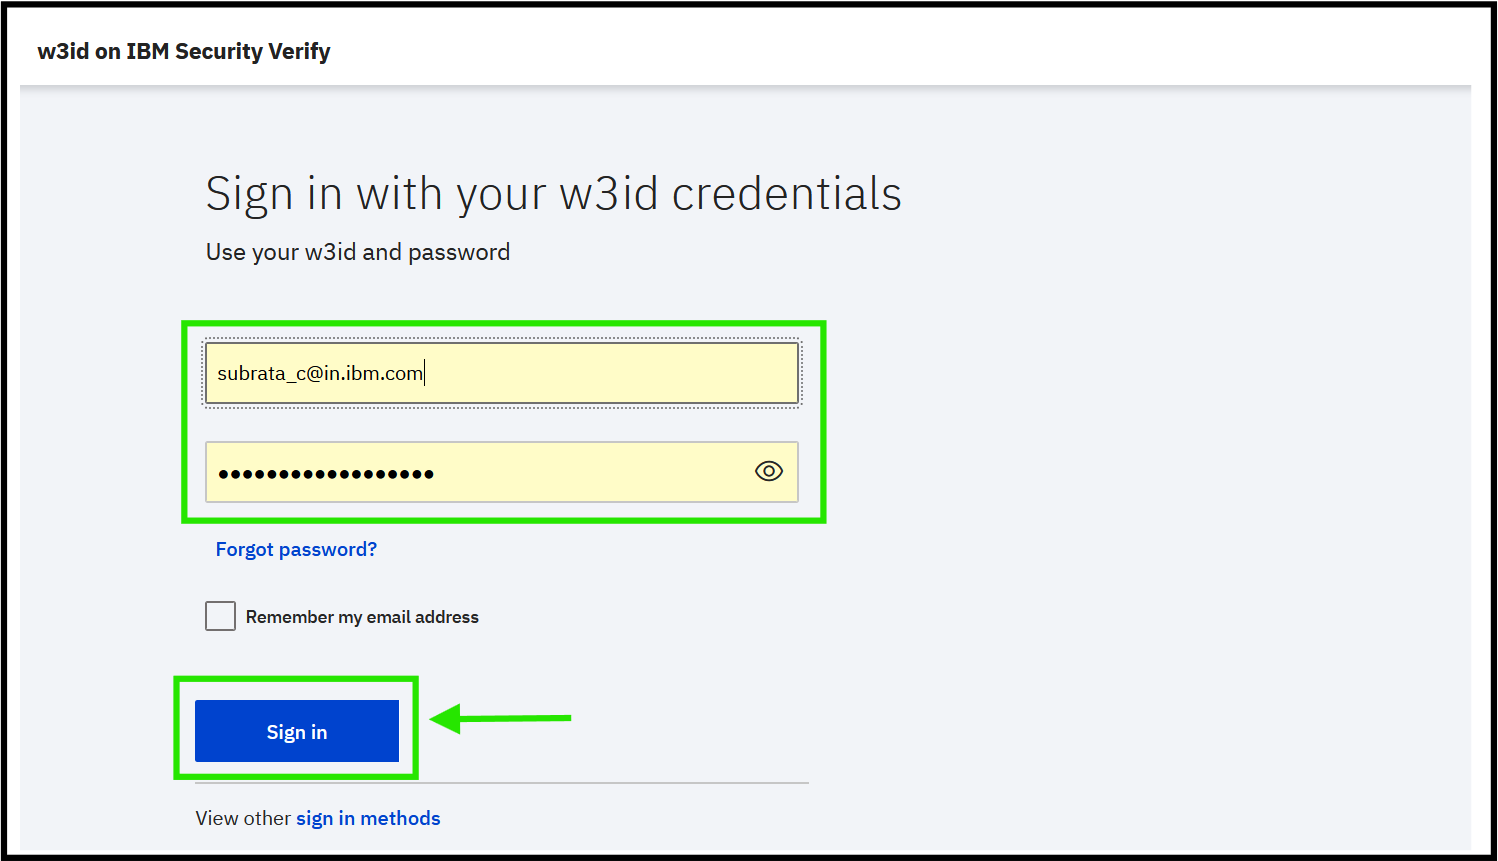 w3id on IBM Security Verify
Sign in with your w3id credentials
Use your w3id and password
subrata_c@in.ibm.com
••••••••••••••••••
Forgot password?
Remember my email address
Sign in
View other sign in methods